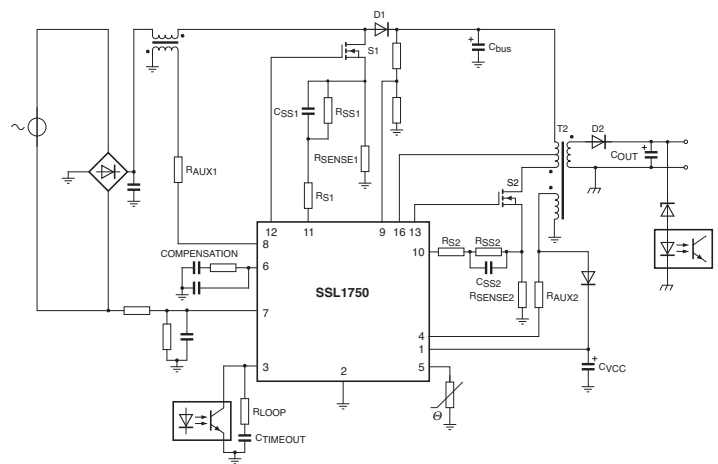 D1
S1
+
Cbus
CSS1
RSS1
T2
D2
RAUX1
RSENSE1
COUT
+
RS1
S2
12
11
9
16
13
8
10
RS2
RSS2
COMPENSATION
6
SSL1750
CSS2
RSENSE2
RAUX2
7
4
1
3
2
5
+
CVCC
RLOOP
CTIMEOUT
Θ